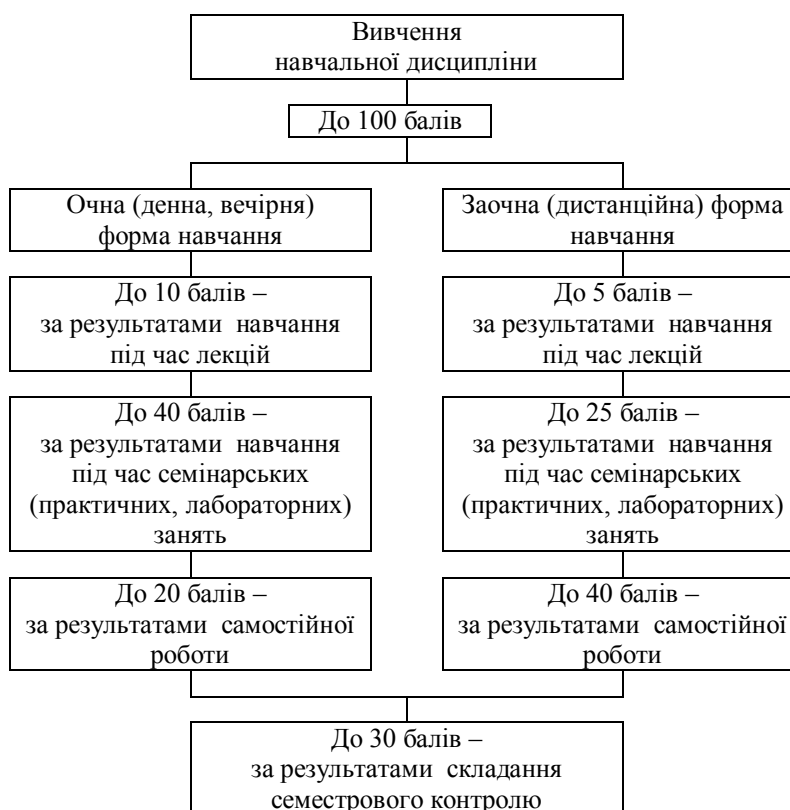 Вивчення
навчальної дисципліни
До 100 балів
Очна (денна, вечірня)
форма навчання
До 10 балів –
за результатами навчання
під час лекцій
До 40 балів –
за результатами навчання
під час семінарських
(практичних, лабораторних)
занять
До 20 балів –
за результатами самостійної
роботи
Заочна (дистанційна) форма
навчання
До 5 балів –
за результатами навчання
під час лекцій
До 25 балів –
за результатами навчання
під час семінарських
(практичних, лабораторних)
занять
До 40 балів –
за результатами самостійної
роботи
До 30 балів –
за результатами складання
семестрового контролю